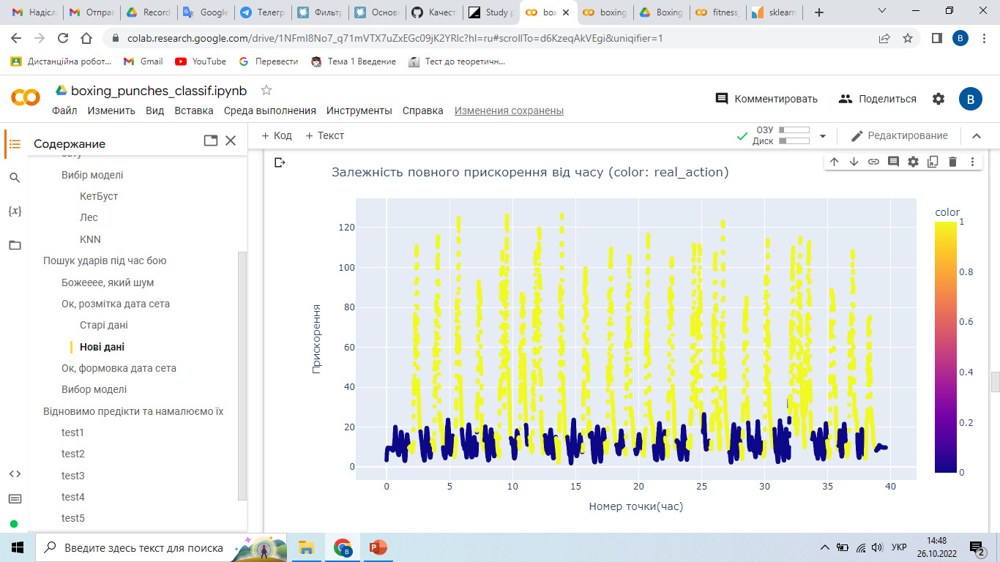 Надісла
Отправ
Record
Google
Телегр
Фильтр
Основн
Качест
Study p
box
boxing
Boxing
fitness_
sklearn
colab.research.google.com/drive/1NFmI8No7_q71mVTX7uZxEGc09jK2YRlc?hl=ru#scrollTo=d6KzeqAkVEgi&uniqifier=1
B
Дистанційна робот...
Gmail
YouTube
Перевести
Тема 1 Введение
Тест до теоретичн...
boxing_punches_classif.ipynb
Комментировать
Поделиться
B
Файл Изменить Вид Вставка Среда выполнения Инструменты Справка Изменения сохранены
Содержание
+ Код + Текст
ОЗУ
Диск
Редактирование
Вибір моделі
КетБуст
Лес
KNN
Пошук ударів під час бою
Божееее, який шум
Ок, розмітка дата сета
Старі дані
Нові дані
Ок, формовка дата сета
Вибор моделі
Відновимо предікти та намалюємо їх
test1
test2
test3
test4
test5
{x}
Залежність повного прискорення від часу (color: real_action)
Прискорення
120
100
80
60
40
20
0
0 5 10 15 20 25 30 35 40
Номер точки(час)
color
1
0.8
0.6
0.4
0.2
0
Введите здесь текст для поиска
B
P
УКР
14:48
26.10.2022
2